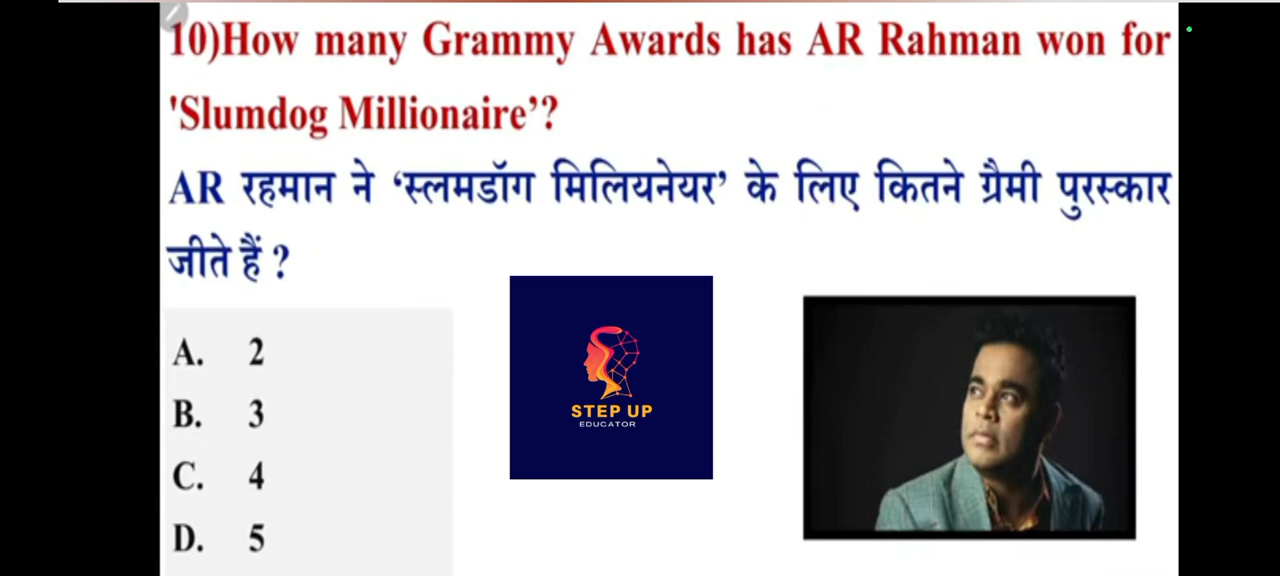 10)How many Grammy Awards has AR Rahman won for
'Slumdog Millionaire’?
AR रहमान ने ‘स्लमडॉग मिलियनेयर’ के लिए कितने ग्रैमी पुरस्कार
जीते हैं ?
A. 2
B. 3
C. 4
D. 5
STEP UP
EDUCATOR